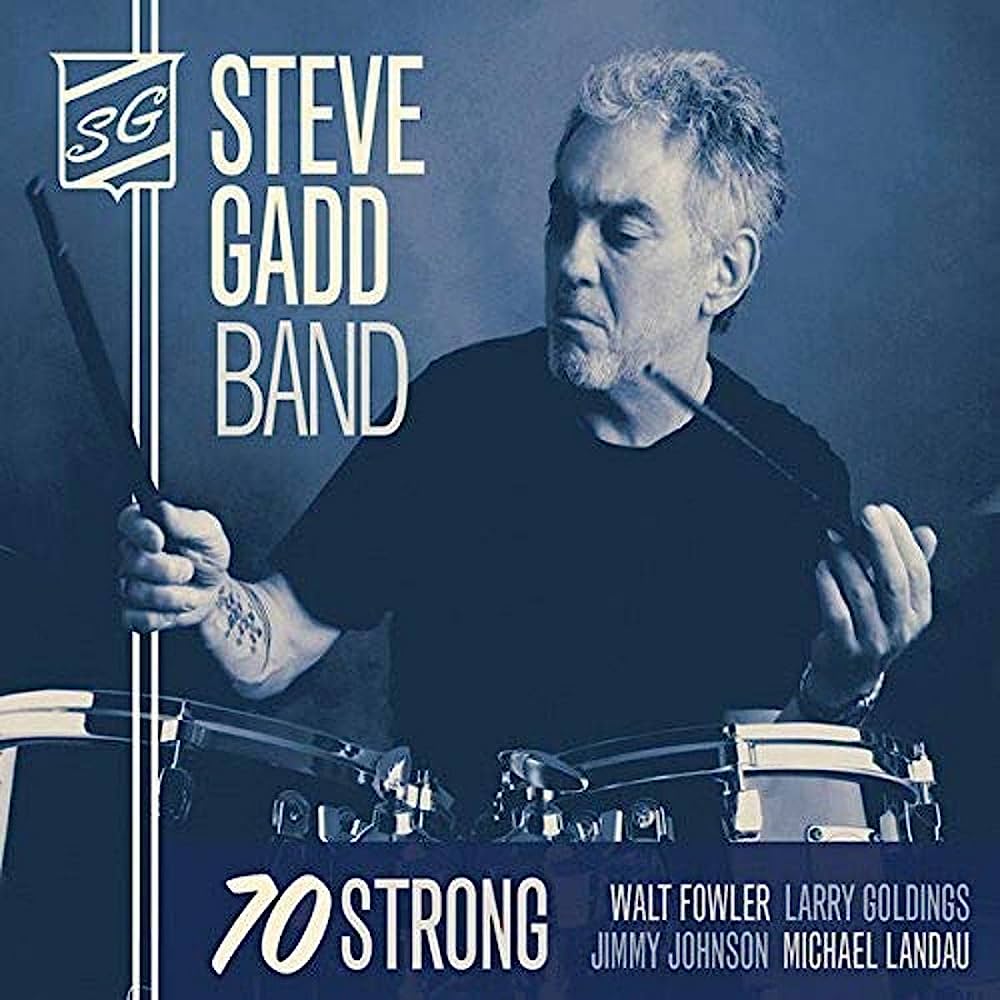 SG
STEVE
GADD
BAND
70 STRONG
WALT FOWLER LARRY GOLDINGS
JIMMY JOHNSON MICHAEL LANDAU